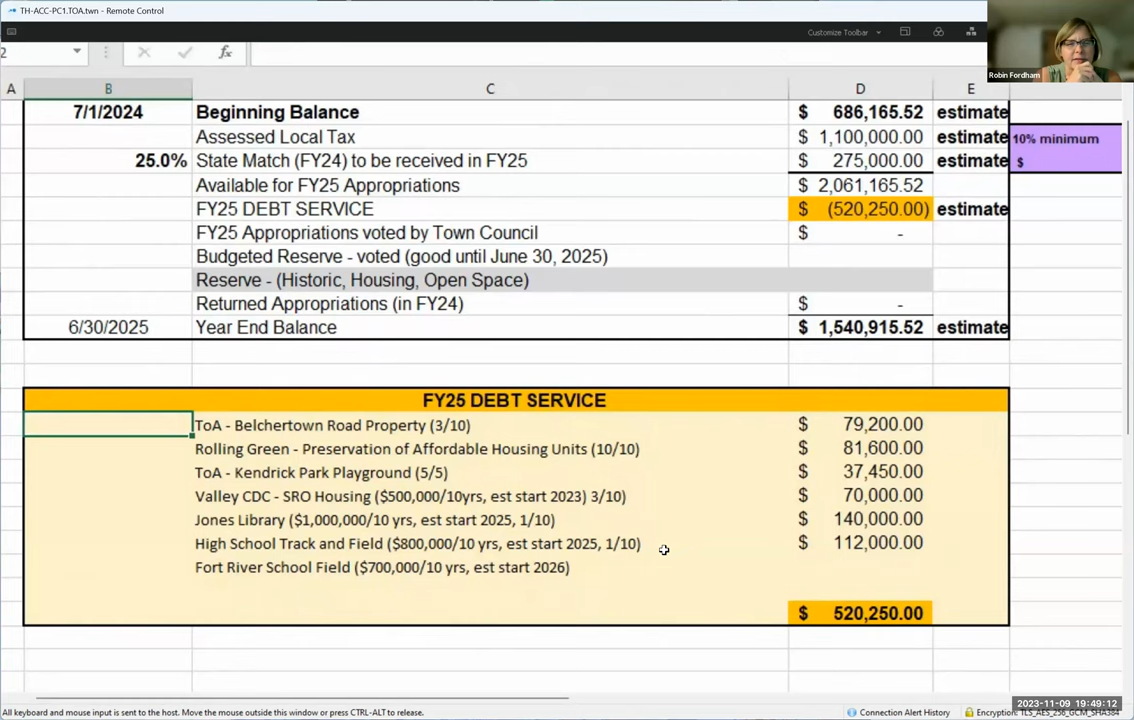 TH-ACC-PC1.TOA.twn - Remote Control
Customize Toolbar
Robin Fordham
2
fx
A B C D E
7/1/2024 Beginning Balance $ 686,165.52 estimate
Assessed Local Tax $ 1,100,000.00 estimate 10% minimum
25.0% State Match (FY24) to be received in FY25 $ 275,000.00 estimate $
Available for FY25 Appropriations $ 2,061,165.52
FY25 DEBT SERVICE $ (520,250.00) estimate
FY25 Appropriations voted by Town Council $ -
Budgeted Reserve - voted (good until June 30, 2025)
Reserve - (Historic, Housing, Open Space)
Returned Appropriations (in FY24) $ -
6/30/2025 Year End Balance $ 1,540,915.52 estimate
FY25 DEBT SERVICE
ToA - Belchertown Road Property (3/10) $ 79,200.00
Rolling Green - Preservation of Affordable Housing Units (10/10) $ 81,600.00
ToA - Kendrick Park Playground (5/5) $ 37,450.00
Valley CDC - SRO Housing ($500,000/10yrs, est start 2023) 3/10) $ 70,000.00
Jones Library ($1,000,000/10 yrs, est start 2025, 1/10) $ 140,000.00
High School Track and Field ($800,000/10 yrs, est start 2025, 1/10) $ 112,000.00
Fort River School Field ($700,000/10 yrs, est start 2026)
$ 520,250.00
2023-11-09 19:49:12
All keyboard and mouse input is sent to the host. Move the mouse outside this window or press CTRL-ALT to release. Connection Alert History Encryption: TLS_AES_256_GCM_SHA384